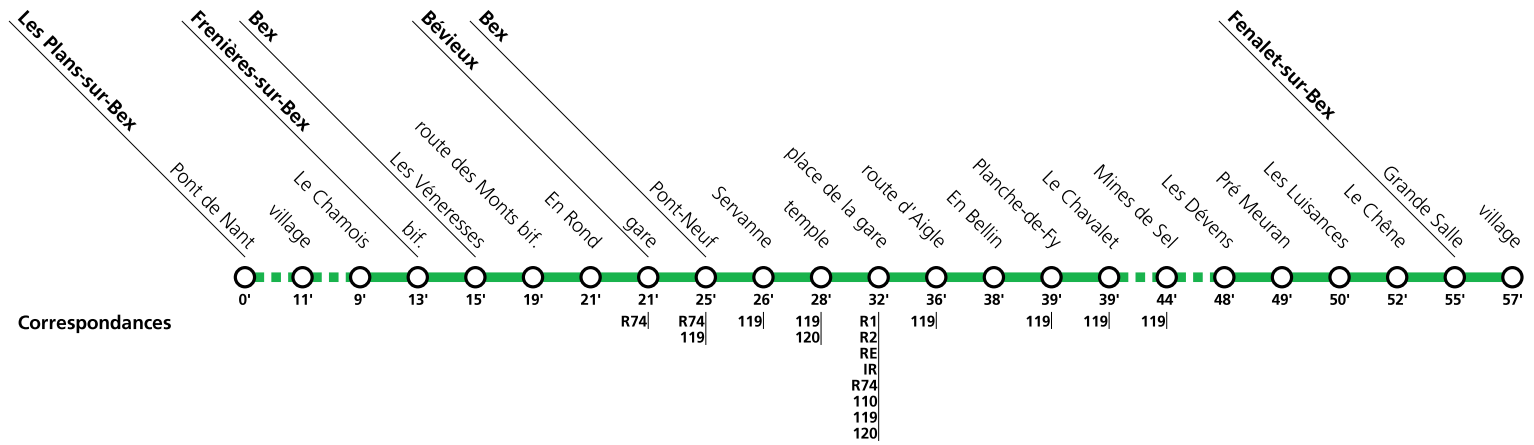 Les Plans-sur-Bex
Pont de Nant
village
Le Chamois
Frenières-sur-Bex
bif.
Bex
Les Véneresses
route des Monts bif.
En Rond
Bévieux
gare
Bex
Pont-Neuf
Servanne
temple
place de la gare
route d'Aigle
En Bellin
Planche-de-Fy
Le Chavalet
Mines de Sel
Les Dévens
Pré Meuran
Les Luisances
Le Chêne
Fenalet-sur-Bex
Grande Salle
village
0' 11' 9' 13' 15' 19' 21' 21' 25' 26' 28' 32' 36' 38' 39' 39' 44' 48' 49' 50' 52' 55' 57'
Correspondances R74 R74 119 119 R1 119 119 119 119
119 120 R2
RE
IR
R74
110
119
120